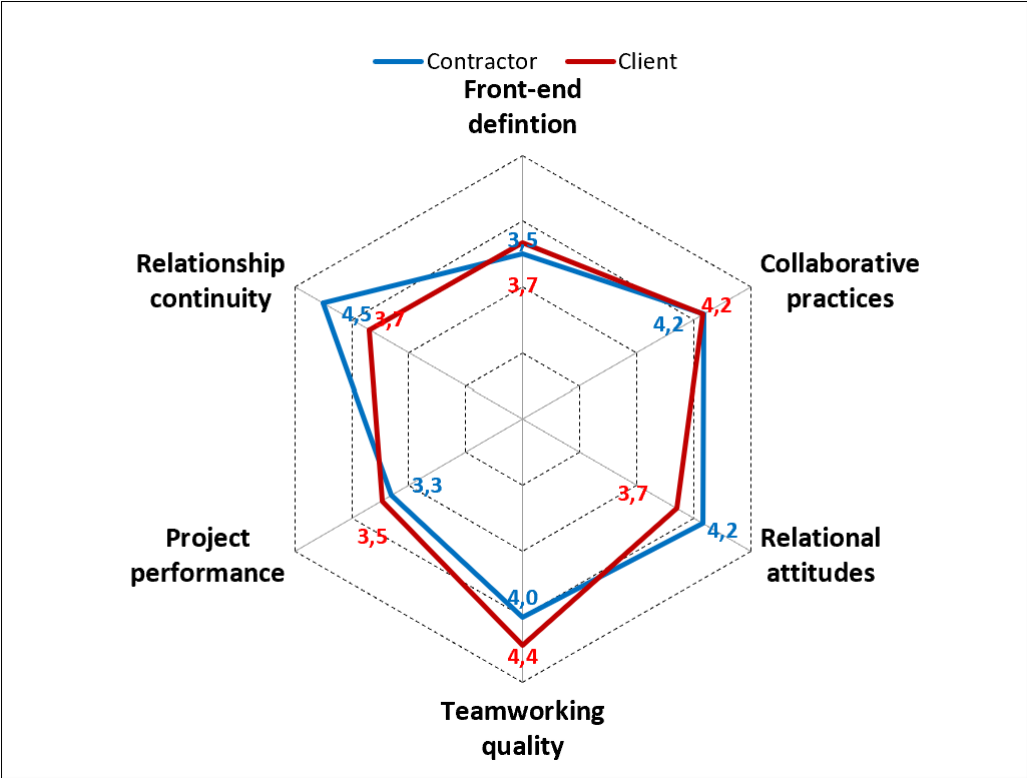 Contractor
Client
Front-end
defintion
3,5
3,7
Relationship
continuity
Collaborative
practices
4,5
3,7
4,2
4,2
3,3
3,7
3,5
4,2
Project
performance
Relational
attitudes
4,0
4,4
Teamworking
quality